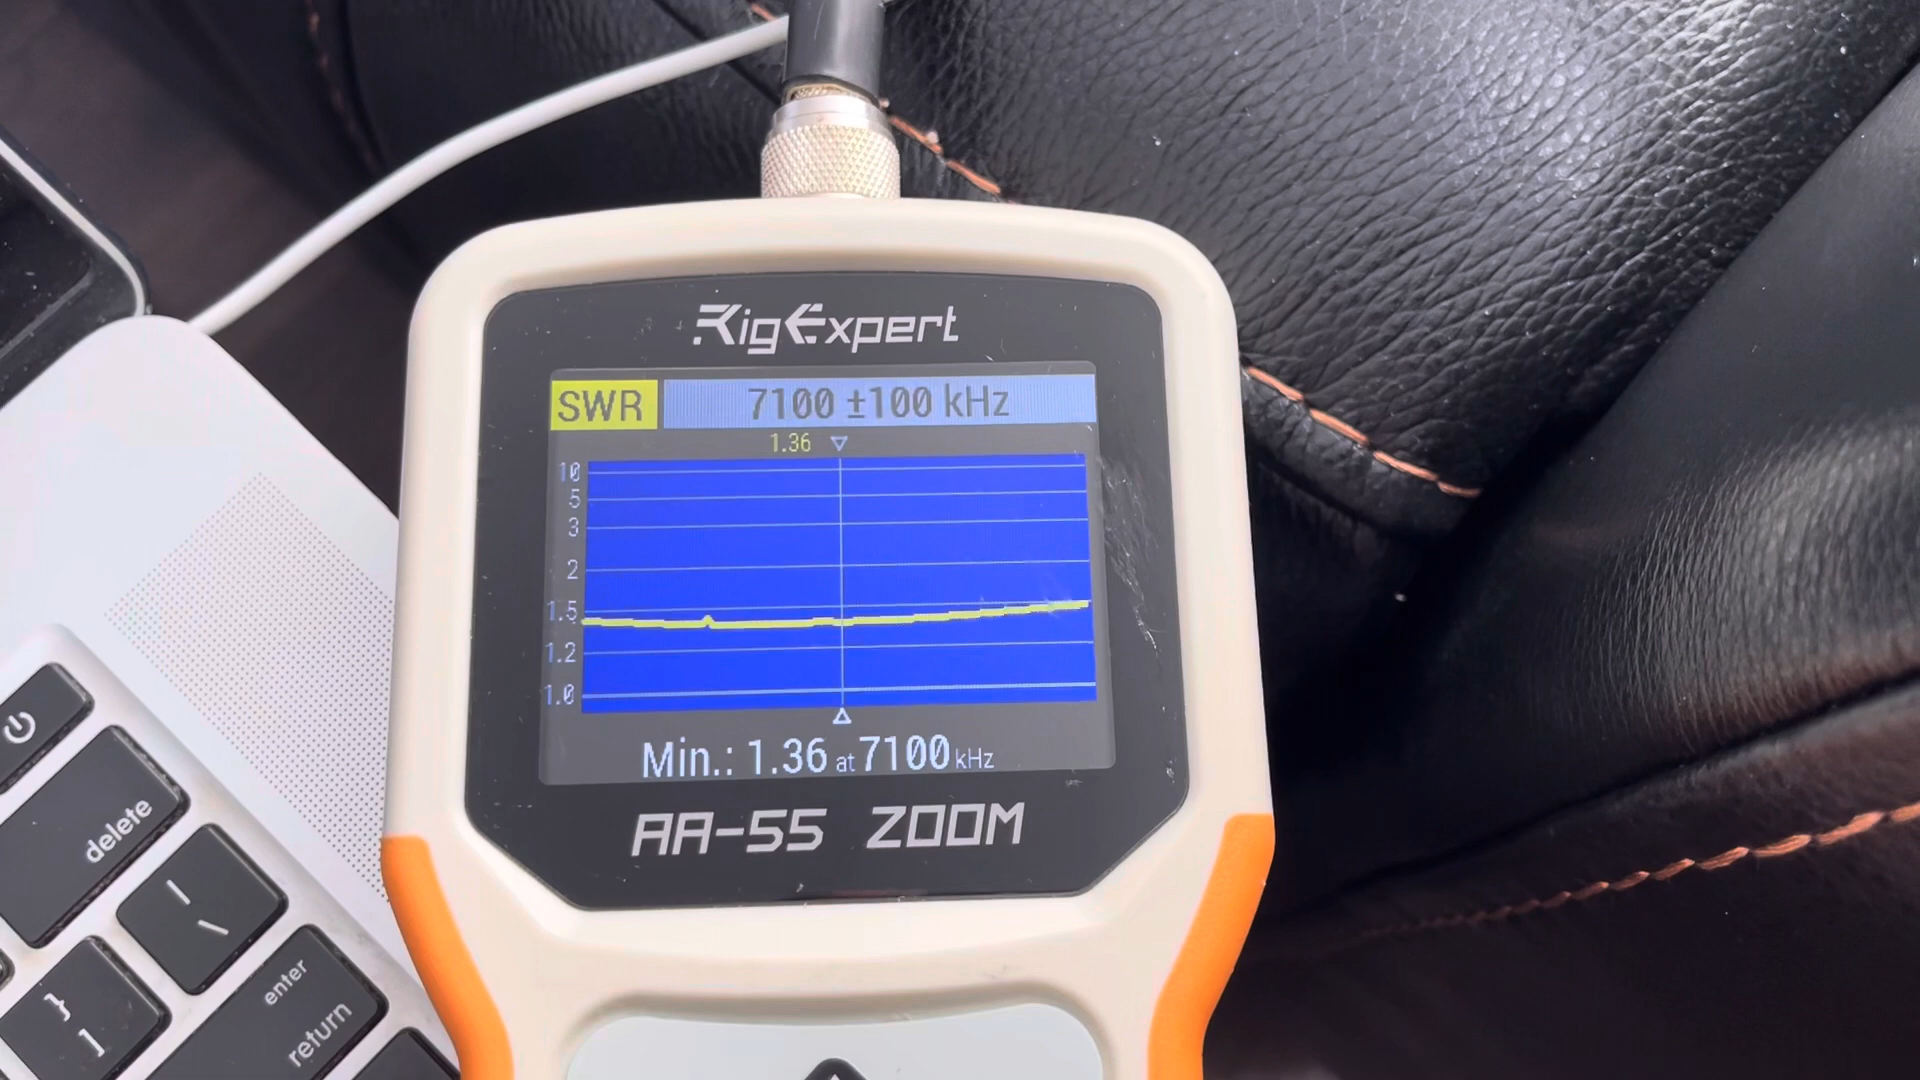 RigExpert
SWR 7100 ±100 kHz
1.36
10
5
3
2
1.5
1.2
1.0
Min.: 1.36 at 7100 kHz
AA-55 ZOOM
delete
|
\
}
]
enter
return